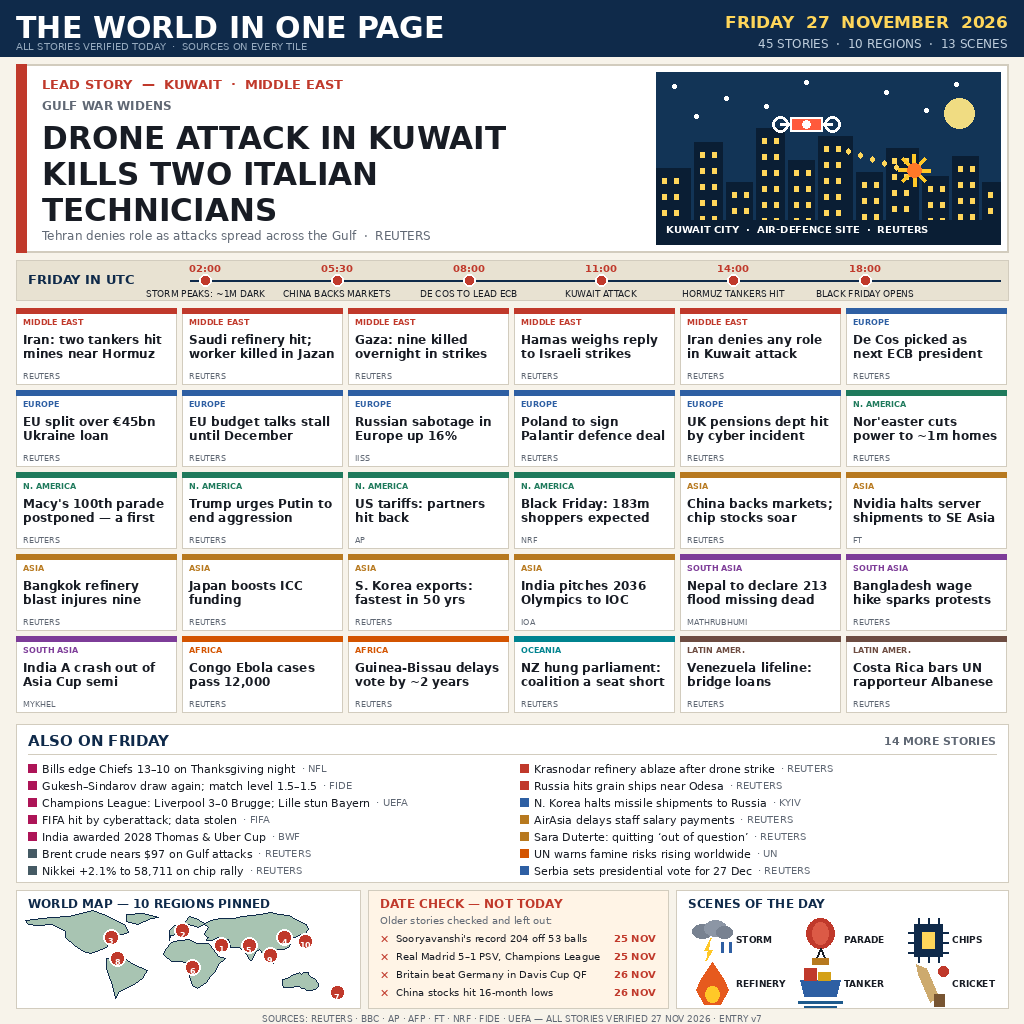 THE WORLD IN ONE PAGE
ALL STORIES VERIFIED TODAY · SOURCES ON EVERY TILE
FRIDAY 27 NOVEMBER 2026
45 STORIES · 10 REGIONS · 13 SCENES
LEAD STORY — KUWAIT · MIDDLE EAST
GULF WAR WIDENS
DRONE ATTACK IN KUWAIT
KILLS TWO ITALIAN
TECHNICIANS
Tehran denies role as attacks spread across the Gulf · REUTERS
KUWAIT CITY · AIR-DEFENCE SITE · REUTERS
FRIDAY IN UTC
02:00 05:30 08:00 11:00 14:00 18:00
STORM PEAKS: ~1M DARK CHINA BACKS MARKETS DE COS TO LEAD ECB KUWAIT ATTACK HORMUZ TANKERS HIT BLACK FRIDAY OPENS
MIDDLE EAST
Iran: two tankers hit
mines near Hormuz
REUTERS
MIDDLE EAST
Saudi refinery hit;
worker killed in Jazan
REUTERS
MIDDLE EAST
Gaza: nine killed
overnight in strikes
REUTERS
MIDDLE EAST
Hamas weighs reply
to Israeli strikes
REUTERS
MIDDLE EAST
Iran denies any role
in Kuwait attack
REUTERS
EUROPE
De Cos picked as
next ECB president
REUTERS
EUROPE
EU split over €45bn
Ukraine loan
REUTERS
EUROPE
EU budget talks stall
until December
REUTERS
EUROPE
Russian sabotage in
Europe up 16%
IISS
EUROPE
Poland to sign
Palantir defence deal
REUTERS
EUROPE
UK pensions dept hit
by cyber incident
REUTERS
N. AMERICA
Nor'easter cuts
power to ~1m homes
REUTERS
N. AMERICA
Macy's 100th parade
postponed — a first
REUTERS
N. AMERICA
Trump urges Putin to
end aggression
REUTERS
N. AMERICA
US tariffs: partners
hit back
AP
N. AMERICA
Black Friday: 183m
shoppers expected
NRF
ASIA
China backs markets;
chip stocks soar
REUTERS
ASIA
Nvidia halts server
shipments to SE Asia
FT
ASIA
Bangkok refinery
blast injures nine
REUTERS
ASIA
Japan boosts ICC
funding
REUTERS
ASIA
S. Korea exports:
fastest in 50 yrs
REUTERS
ASIA
India pitches 2036
Olympics to IOC
IOA
SOUTH ASIA
Nepal to declare 213
flood missing dead
MATHRUBHUMI
SOUTH ASIA
Bangladesh wage
hike sparks protests
REUTERS
SOUTH ASIA
India A crash out of
Asia Cup semi
MYKHEL
AFRICA
Congo Ebola cases
pass 12,000
REUTERS
AFRICA
Guinea-Bissau delays
vote by ~2 years
REUTERS
OCEANIA
NZ hung parliament:
coalition a seat short
REUTERS
LATIN AMER.
Venezuela lifeline:
bridge loans
REUTERS
LATIN AMER.
Costa Rica bars UN
rapporteur Albanese
REUTERS
ALSO ON FRIDAY
14 MORE STORIES
Bills edge Chiefs 13–10 on Thanksgiving night · NFL
Gukesh–Sindarov draw again; match level 1.5–1.5 · FIDE
Champions League: Liverpool 3–0 Brugge; Lille stun Bayern · UEFA
FIFA hit by cyberattack; data stolen · FIFA
India awarded 2028 Thomas & Uber Cup · BWF
Brent crude nears $97 on Gulf attacks · REUTERS
Nikkei +2.1% to 58,711 on chip rally · REUTERS
Krasnodar refinery ablaze after drone strike · REUTERS
Russia hits grain ships near Odesa · REUTERS
N. Korea halts missile shipments to Russia · KYIV
AirAsia delays staff salary payments · REUTERS
Sara Duterte: quitting ‘out of question’ · REUTERS
UN warns famine risks rising worldwide · UN
Serbia sets presidential vote for 27 Dec · REUTERS
WORLD MAP — 10 REGIONS PINNED
3
2
1
5
4
10
9
8
6
7
DATE CHECK — NOT TODAY
Older stories checked and left out:
× Sooryavanshi's record 204 off 53 balls 25 NOV
× Real Madrid 5–1 PSV, Champions League 25 NOV
× Britain beat Germany in Davis Cup QF 26 NOV
× China stocks hit 16-month lows 26 NOV
SCENES OF THE DAY
STORM PARADE CHIPS
REFINERY TANKER CRICKET
SOURCES: REUTERS · BBC · AP · AFP · FT · NRF · FIDE · UEFA — ALL STORIES VERIFIED 27 NOV 2026 · ENTRY v7